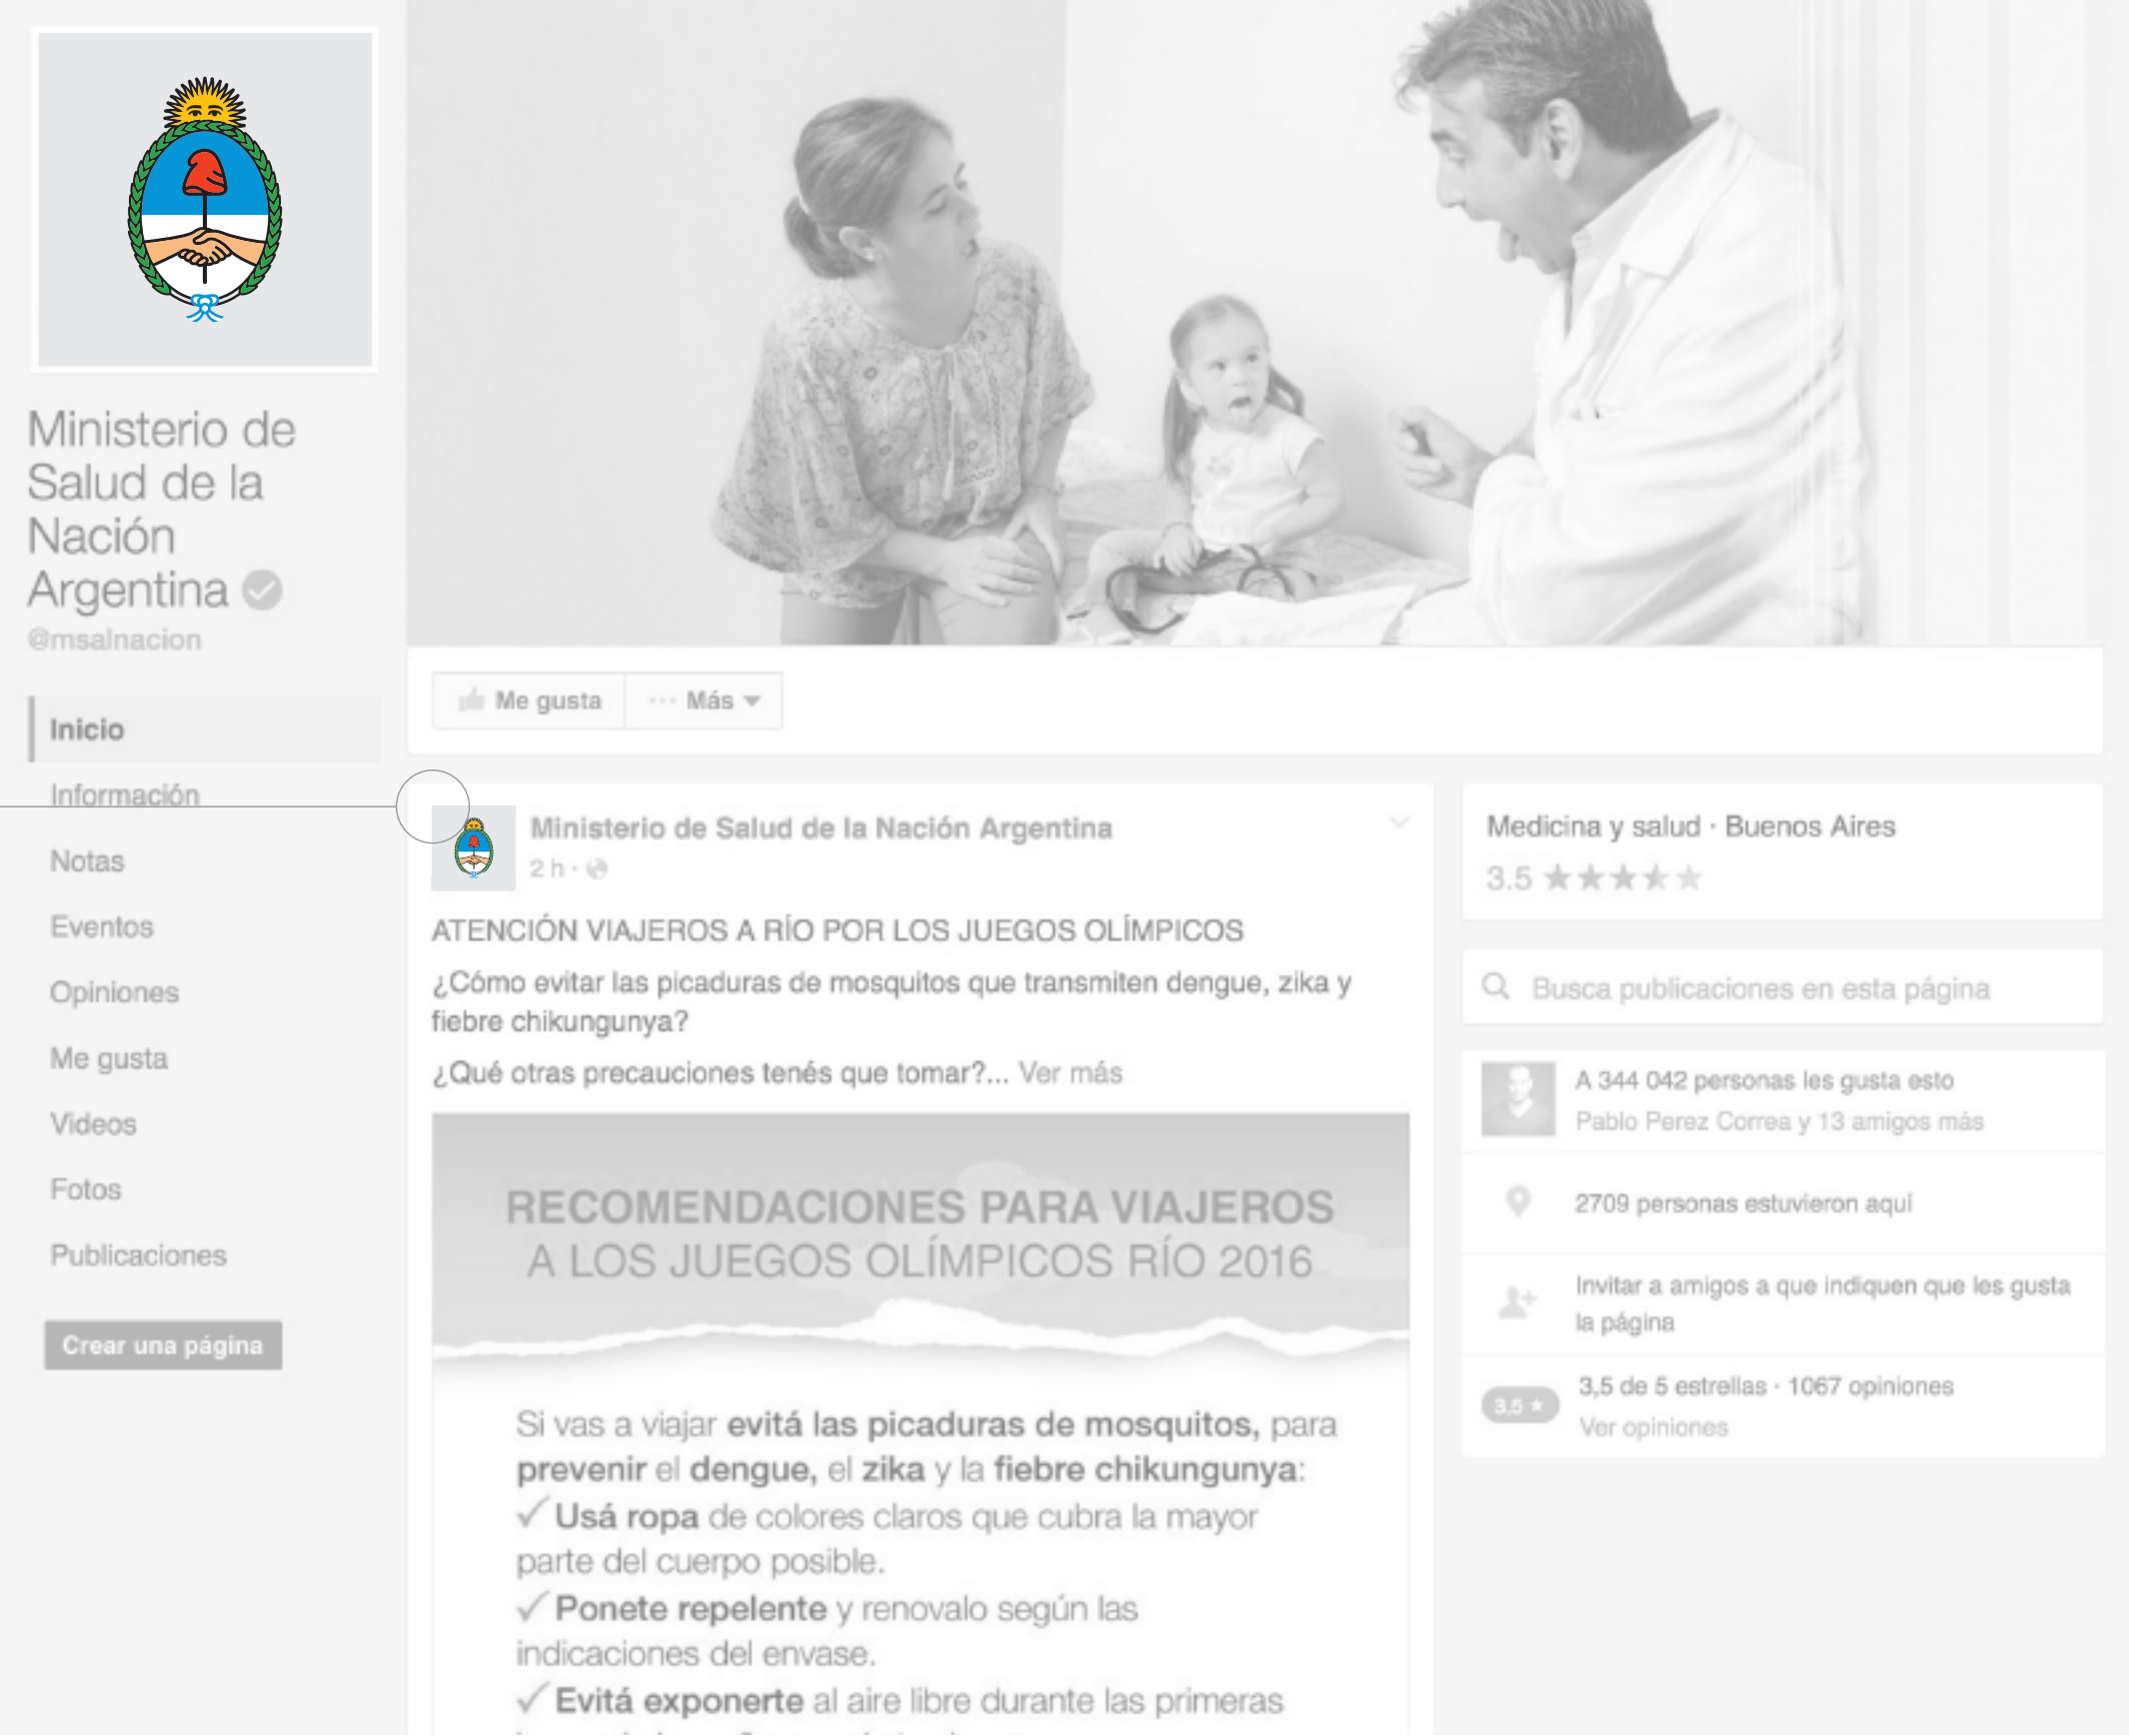 Ministerio de
Salud de la
Nación
Argentina
@msalnacion
Inicio
Información
Notas
Eventos
Opiniones
Me gusta
Videos
Fotos
Publicaciones
Crear una página
Me gusta
··· Más
Ministerio de Salud de la Nación Argentina
2 h ·
ATENCIÓN VIAJEROS A RÍO POR LOS JUEGOS OLÍMPICOS
¿Cómo evitar las picaduras de mosquitos que transmiten dengue, zika y
fiebre chikungunya?
¿Qué otras precauciones tenés que tomar?... Ver más
RECOMENDACIONES PARA VIAJEROS
A LOS JUEGOS OLÍMPICOS RÍO 2016
Si vas a viajar evitá las picaduras de mosquitos, para
prevenir el dengue, el zika y la fiebre chikungunya:
✓ Usá ropa de colores claros que cubra la mayor
parte del cuerpo posible.
✓ Ponete repelente y renovalo según las
indicaciones del envase.
✓ Evitá exponerte al aire libre durante las primeras
Medicina y salud · Buenos Aires
3.5 ★★★★★
Busca publicaciones en esta página
A 344 042 personas les gusta esto
Pablo Perez Correa y 13 amigos más
2709 personas estuvieron aquí
Invitar a amigos a que indiquen que les gusta
la página
3.5 ★
3,5 de 5 estrellas · 1067 opiniones
Ver opiniones